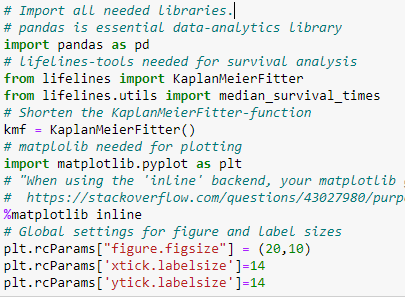 # Import all needed libraries.
# pandas is essential data-analytics library
import pandas as pd
# lifelines-tools needed for survival analysis
from lifelines import KaplanMeierFitter
from lifelines.utils import median_survival_times
# Shorten the KaplanMeierFitter-function
kmf = KaplanMeierFitter()
# matplolib needed for plotting
import matplotlib.pyplot as plt
# "When using the 'inline' backend, your matplotlib
# https://stackoverflow.com/questions/43027980/purp
%matplotlib inline
# Global settings for figure and label sizes
plt.rcParams["figure.figsize"] = (20,10)
plt.rcParams['xtick.labelsize']=14
plt.rcParams['ytick.labelsize']=14